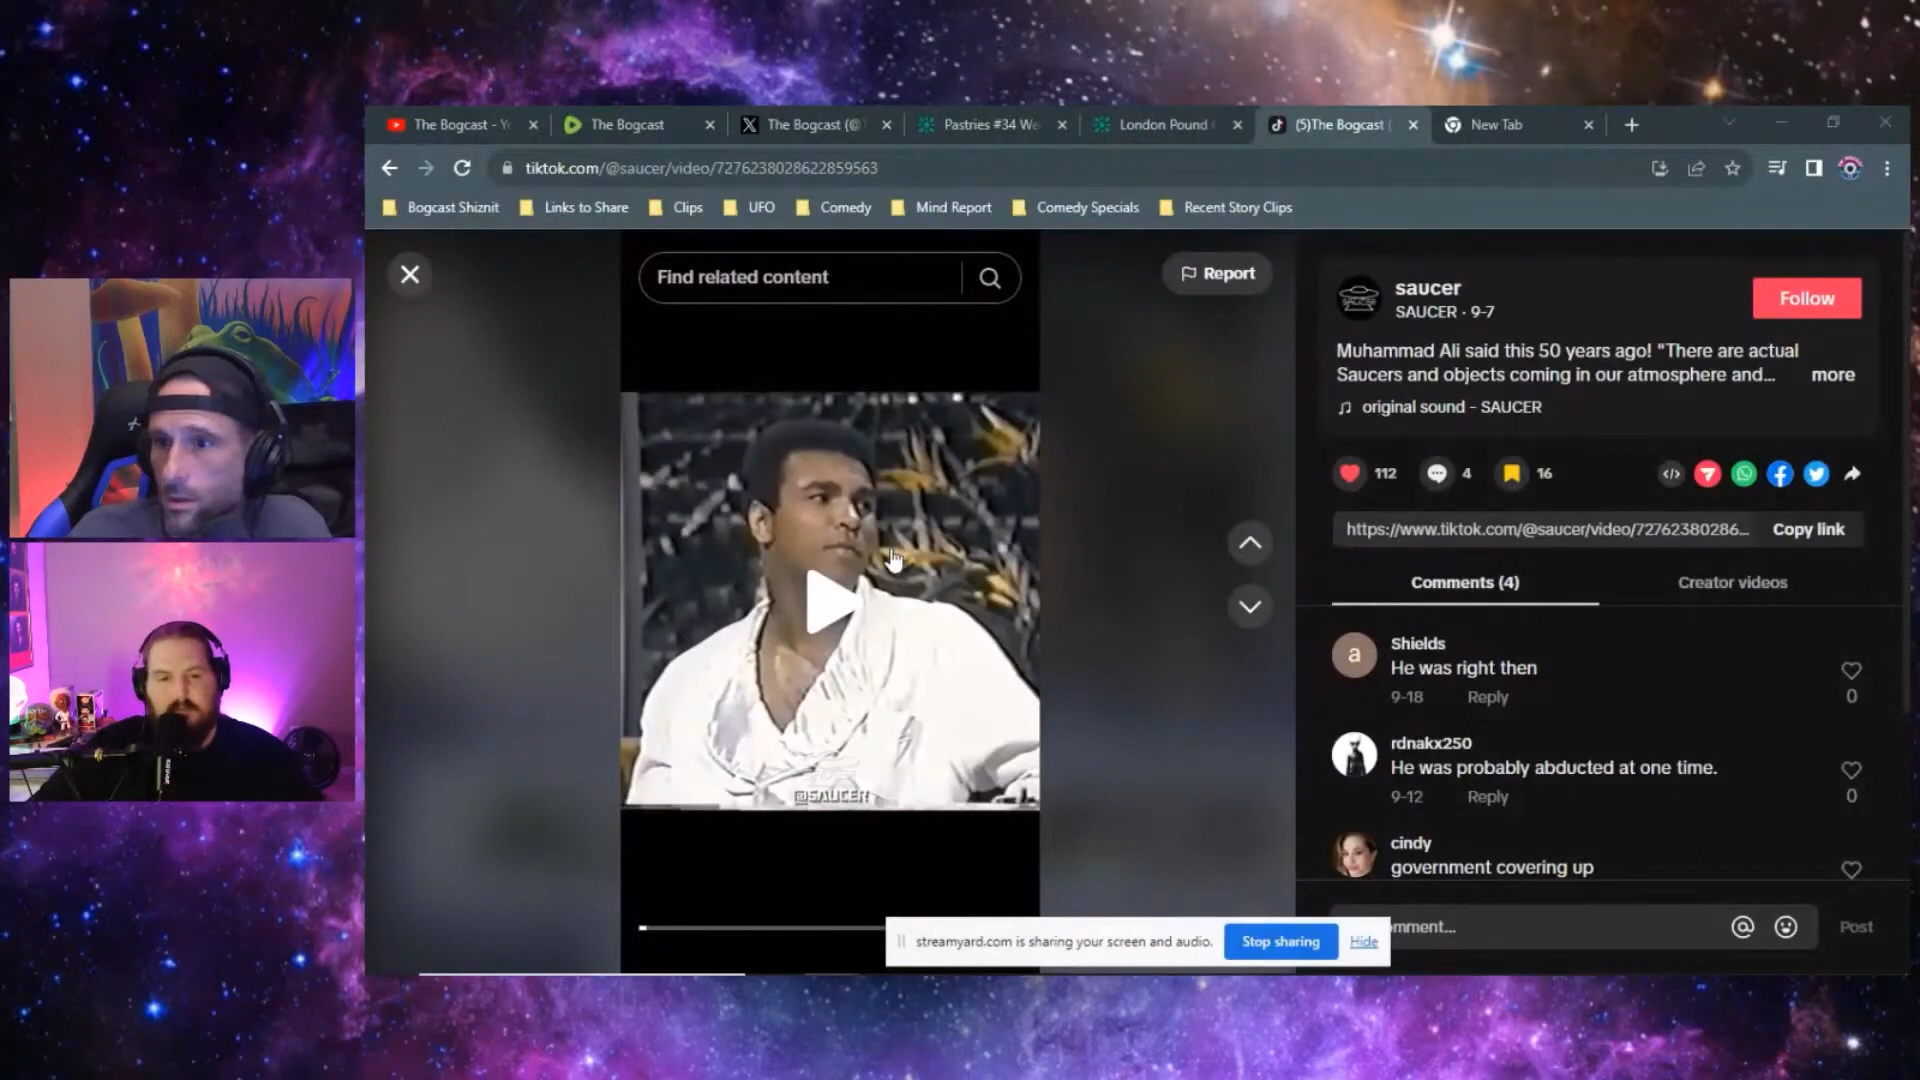 The Bogcast - Y
The Bogcast
The Bogcast (@
Pastries #34 We
London Pound
(5)The Bogcast (
New Tab
tiktok.com/@saucer/video/7276238028622859563
Bogcast Shiznit
Links to Share
Clips
UFO
Comedy
Mind Report
Comedy Specials
Recent Story Clips
Find related content
Report
@SAUCER
saucer
SAUCER · 9-7
Follow
Muhammad Ali said this 50 years ago! "There are actual
Saucers and objects coming in our atmosphere and...
more
original sound - SAUCER
112
4
16
https://www.tiktok.com/@saucer/video/72762380286...
Copy link
Comments (4)
Creator videos
a
Shields
He was right then
9-18
Reply
0
rdnakx250
He was probably abducted at one time.
9-12
Reply
0
cindy
government covering up
mment...
Post
streamyard.com is sharing your screen and audio.
Stop sharing
Hide